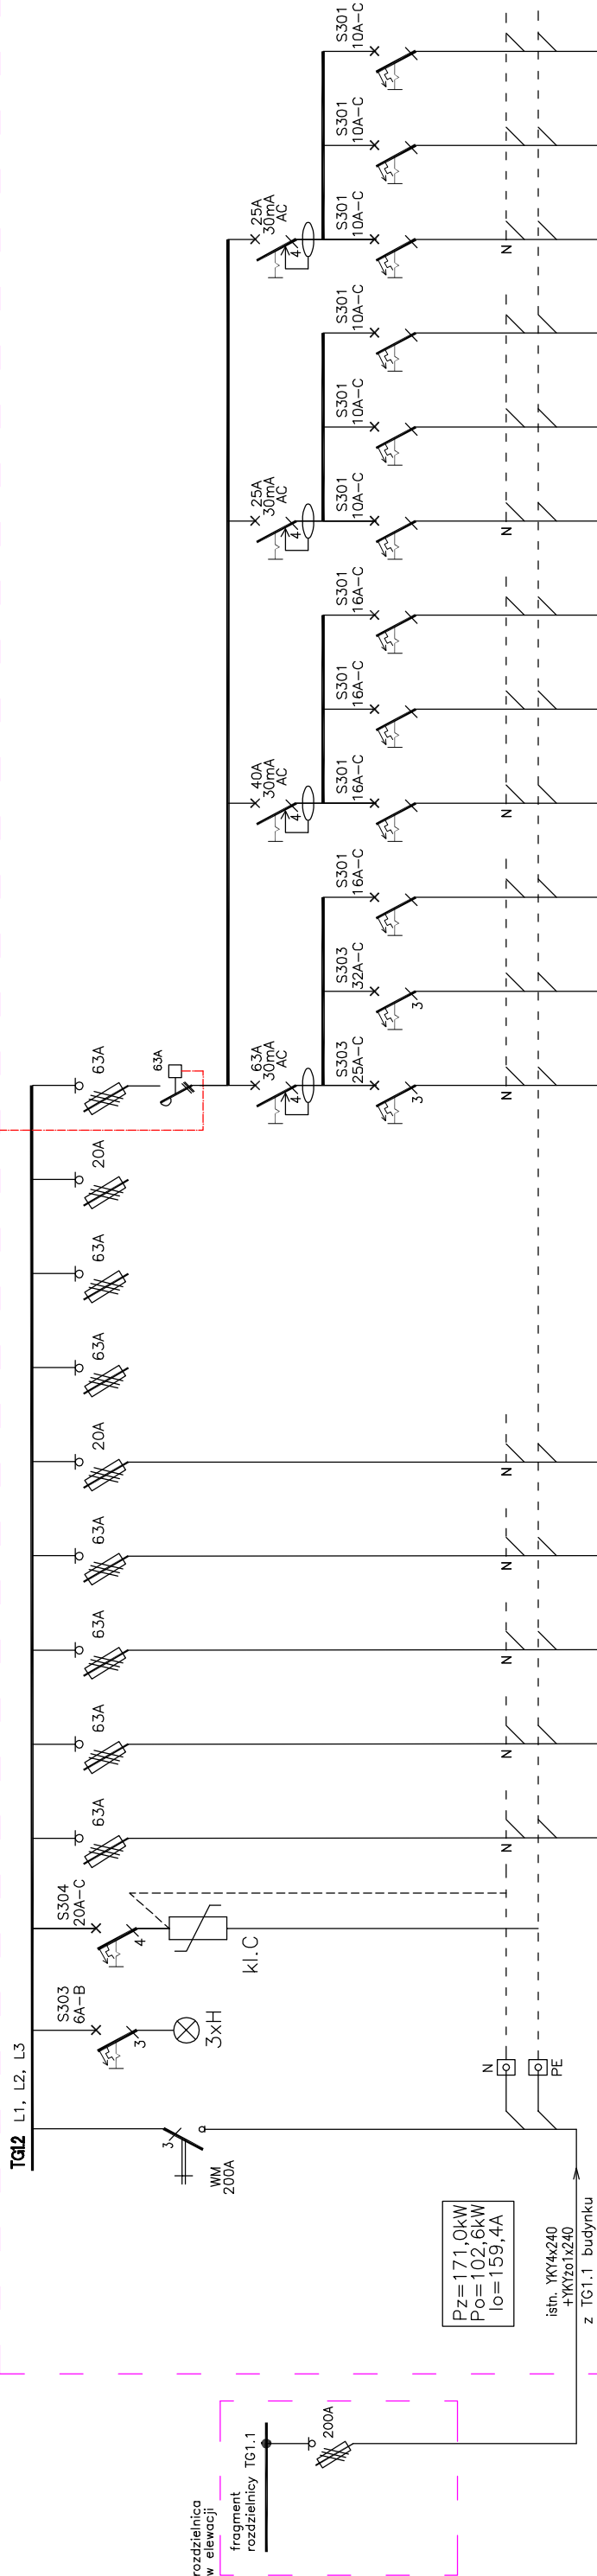 rozdzielnica
w elewacji
fragment
rozdzielnicy TG1.1
200A
istn. YKY4x240
+YKYżo1x240
z TG1.1 budynku
Pz=171,0kW
Po=102,6kW
Io=159,4A
TG1.2 L1, L2, L3
WM
200A
3
N
PE
S303
6A-B
3
3xH
S304
20A-C
4
kl.C
63A
N
63A
N
63A
N
63A
N
20A
N
63A
63A
20A
63A
63A
63A
30mA
AC
4
S303
25A-C
3
N
S303
32A-C
3
S301
16A-C
40A
30mA
AC
4
S301
16A-C
N
S301
16A-C
S301
16A-C
25A
30mA
AC
4
S301
10A-C
N
S301
10A-C
S301
10A-C
25A
30mA
AC
4
S301
10A-C
N
S301
10A-C
S301
10A-C